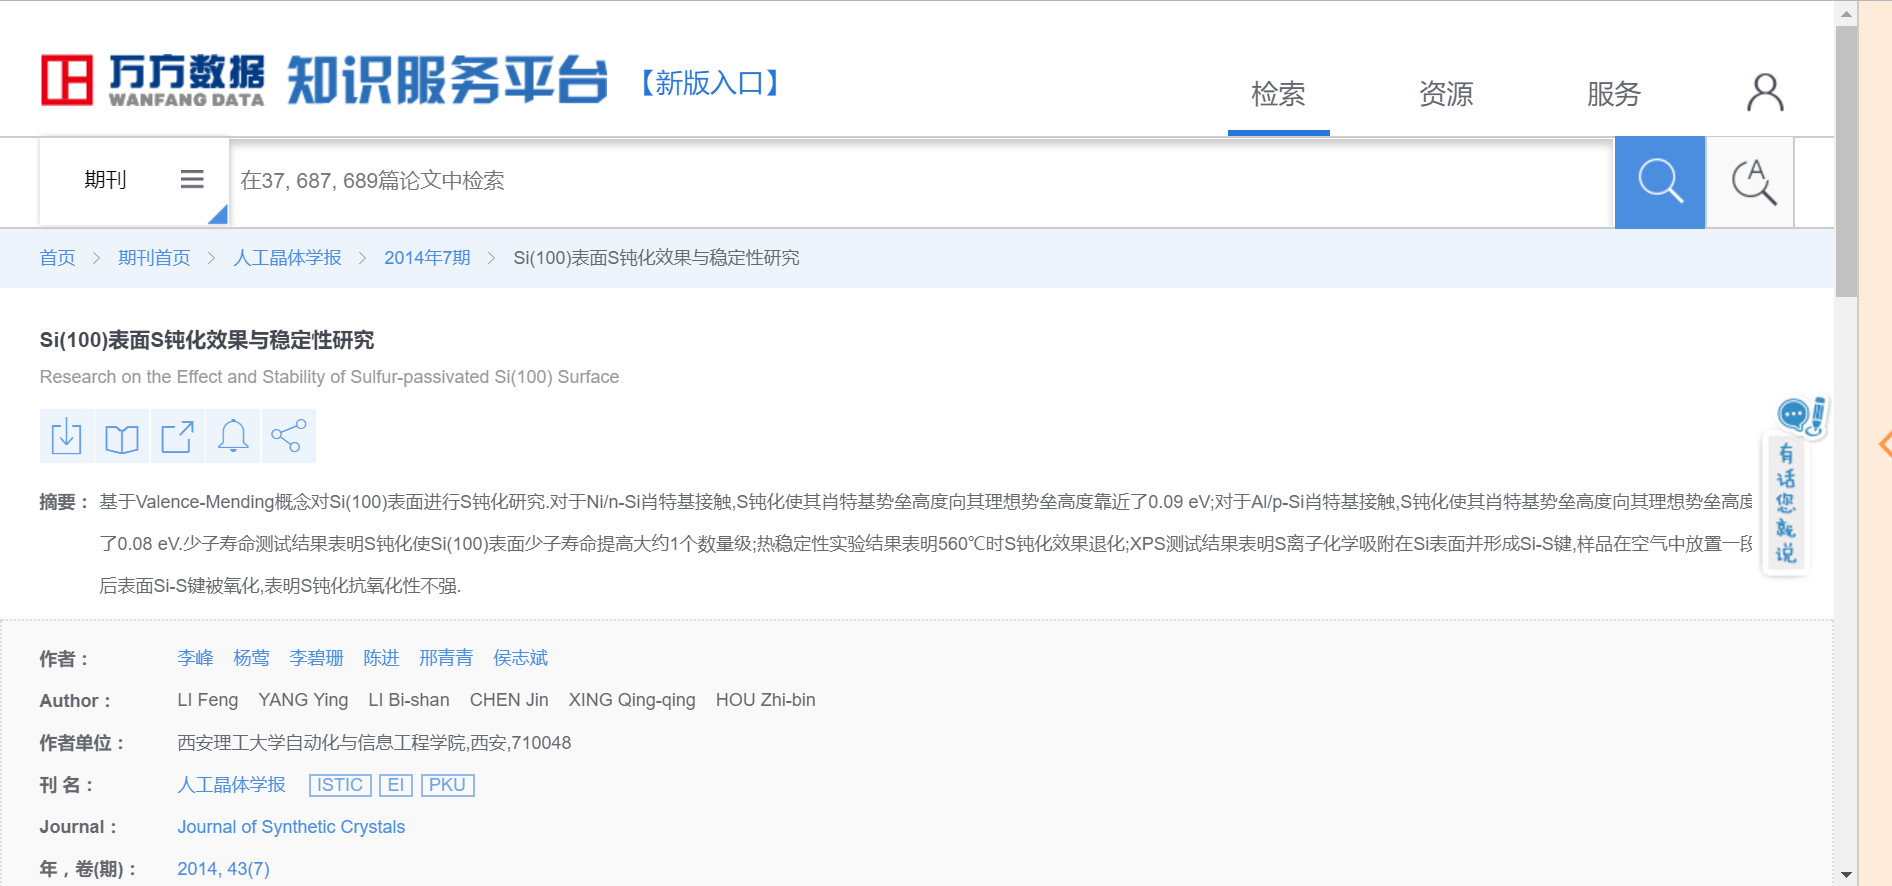 万方数据 知识服务平台 【新版入口】
WANFANG DATA
检索 资源 服务
期刊 在37, 687, 689篇论文中检索
首页 > 期刊首页 > 人工晶体学报 > 2014年7期 > Si(100)表面S钝化效果与稳定性研究
Si(100)表面S钝化效果与稳定性研究
Research on the Effect and Stability of Sulfur-passivated Si(100) Surface
摘要： 基于Valence-Mending概念对Si(100)表面进行S钝化研究.对于Ni/n-Si肖特基接触,S钝化使其肖特基势垒高度向其理想势垒高度靠近了0.09 eV;对于Al/p-Si肖特基接触,S钝化使其肖特基势垒高度向其理想势垒高度
了0.08 eV.少子寿命测试结果表明S钝化使Si(100)表面少子寿命提高大约1个数量级;热稳定性实验结果表明560℃时S钝化效果退化;XPS测试结果表明S离子化学吸附在Si表面并形成Si-S键,样品在空气中放置一段
后表面Si-S键被氧化,表明S钝化抗氧化性不强.
有话您就说
作者： 李峰 杨莺 李碧珊 陈进 邢青青 侯志斌
Author： LI Feng YANG Ying LI Bi-shan CHEN Jin XING Qing-qing HOU Zhi-bin
作者单位： 西安理工大学自动化与信息工程学院,西安,710048
刊 名： 人工晶体学报 ISTIC EI PKU
Journal： Journal of Synthetic Crystals
年，卷(期)： 2014, 43(7)